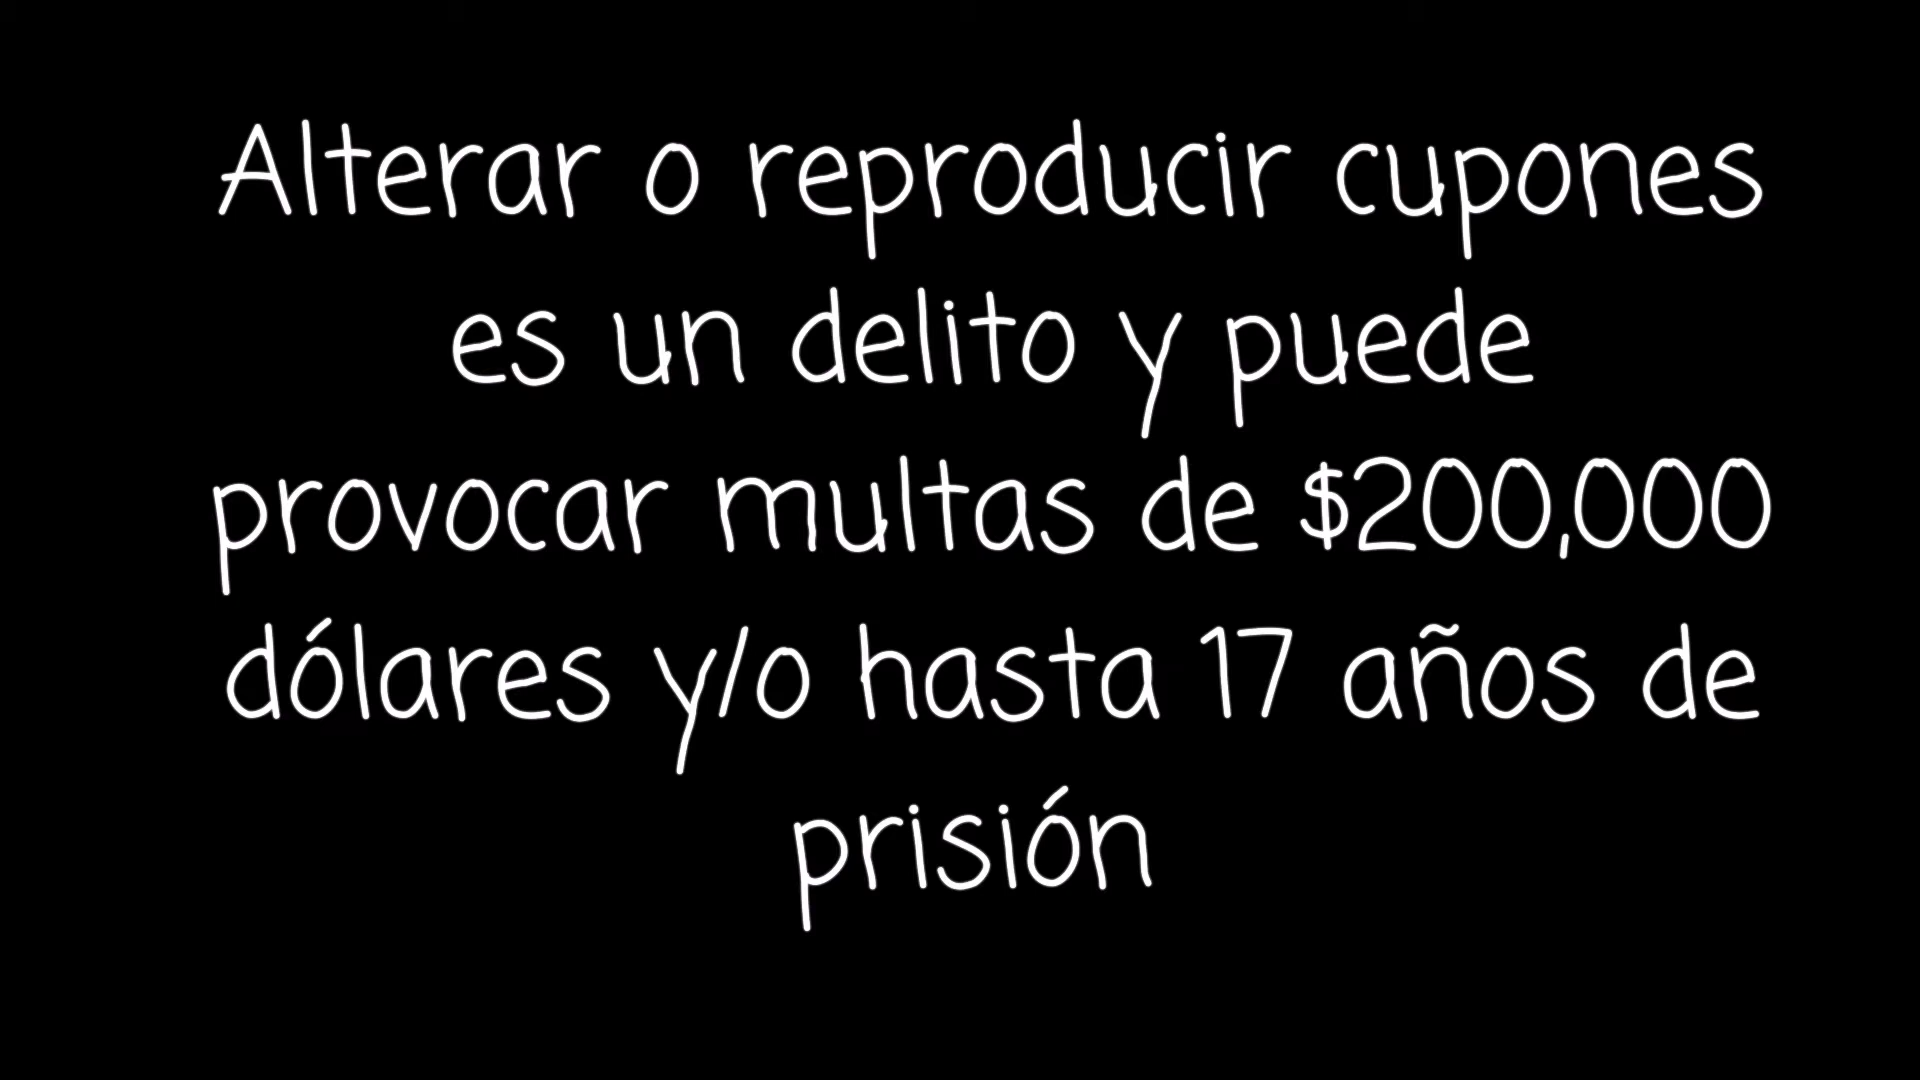 Alterar o reproducir cupones
es un delito y puede
provocar multas de $200,000
dólares y/o hasta 17 años de
prisión